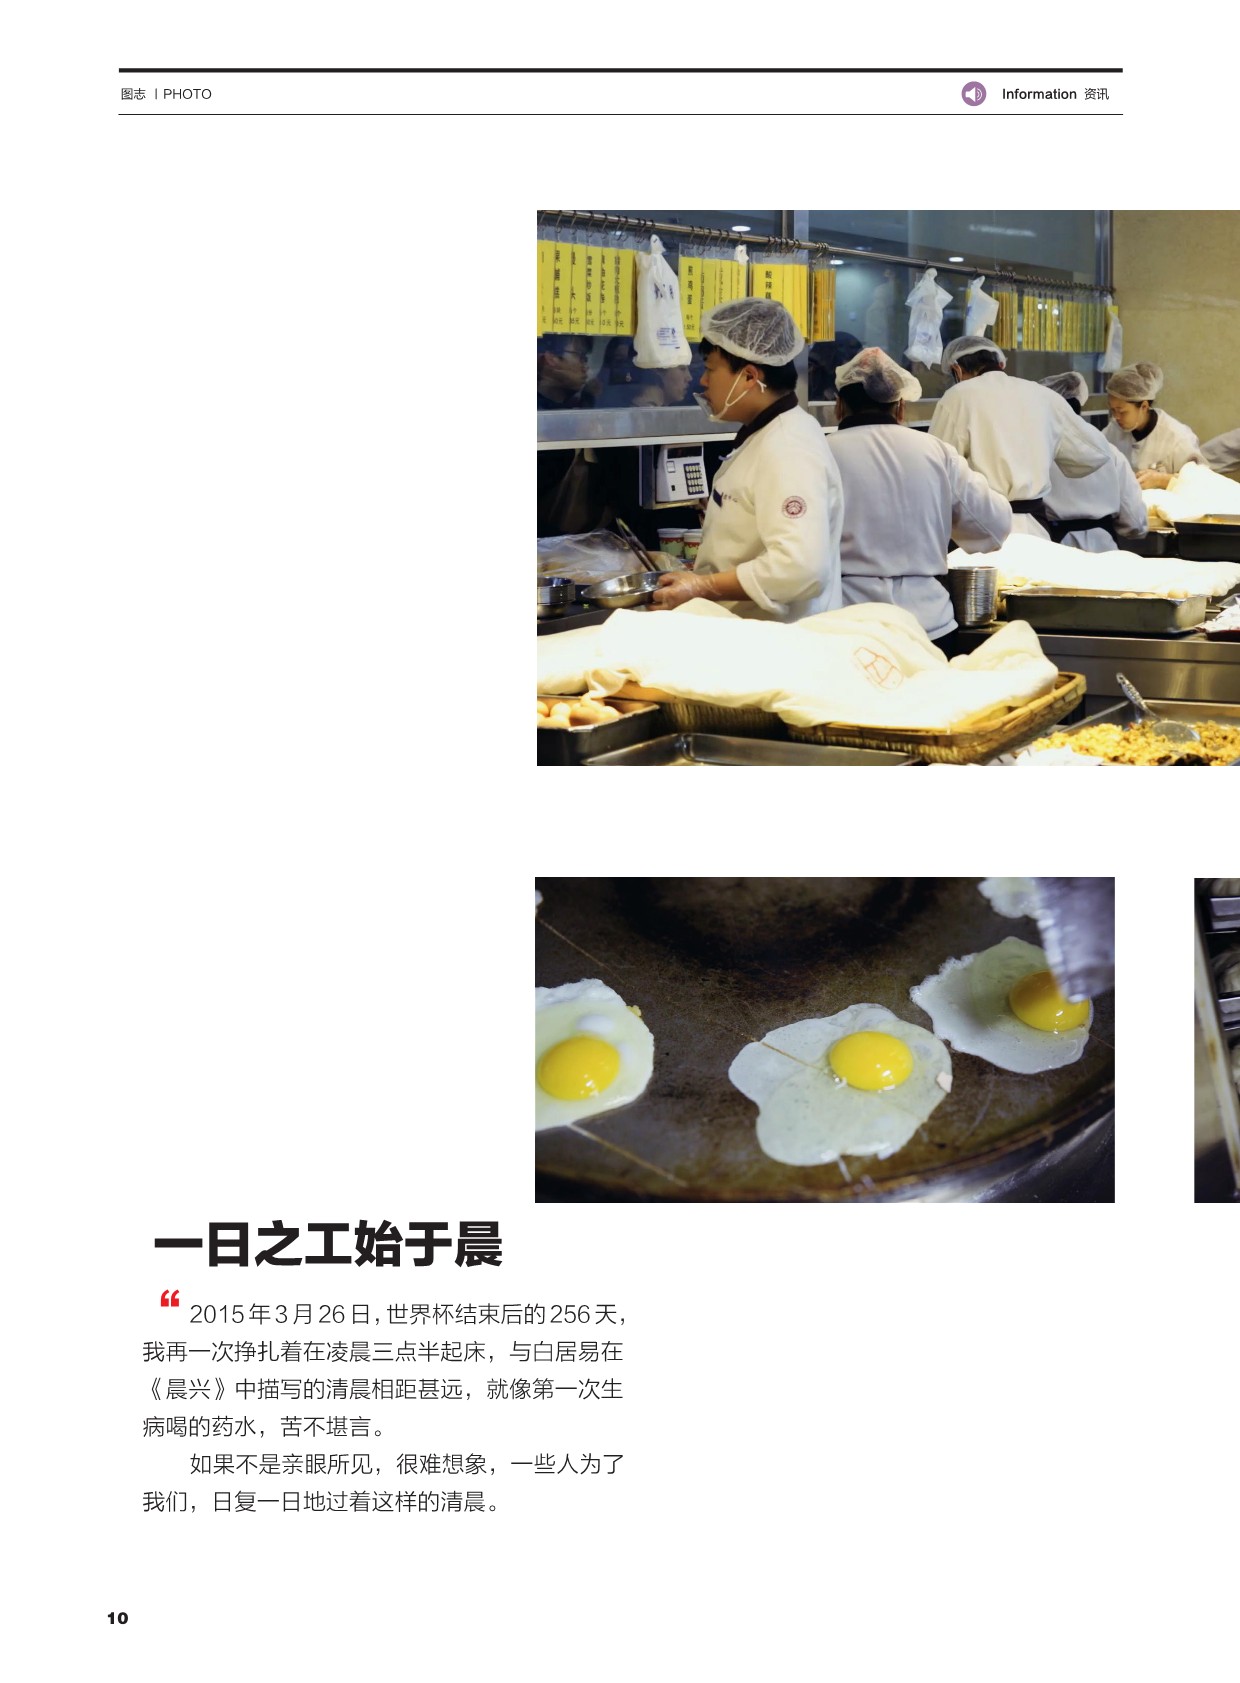 图志 | PHOTO
Information 资讯
一日之工始于晨
“ 2015年3月26日，世界杯结束后的256天，
我再一次挣扎着在凌晨三点半起床，与白居易在
《晨兴》中描写的清晨相距甚远，就像第一次生
病喝的药水，苦不堪言。
如果不是亲眼所见，很难想象，一些人为了
我们，日复一日地过着这样的清晨。
10